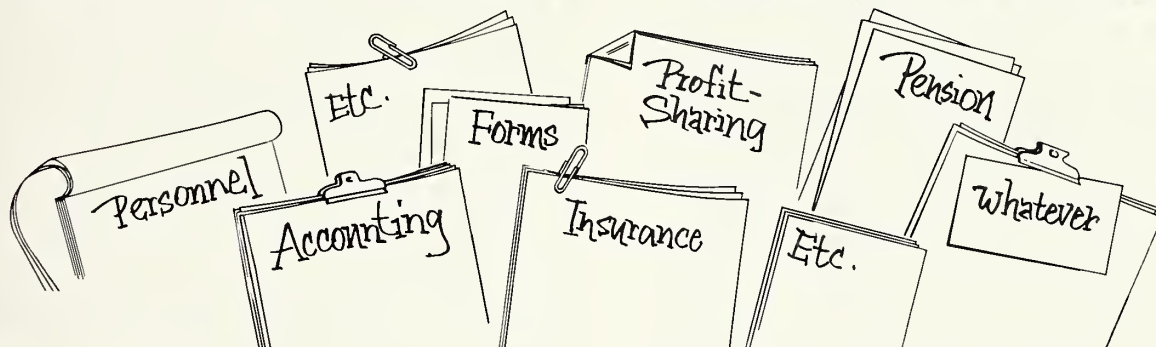 Etc.
Profit-
Sharing
Pension
Forms
Personnel
Accounting
Insurance
Etc.
Whatever